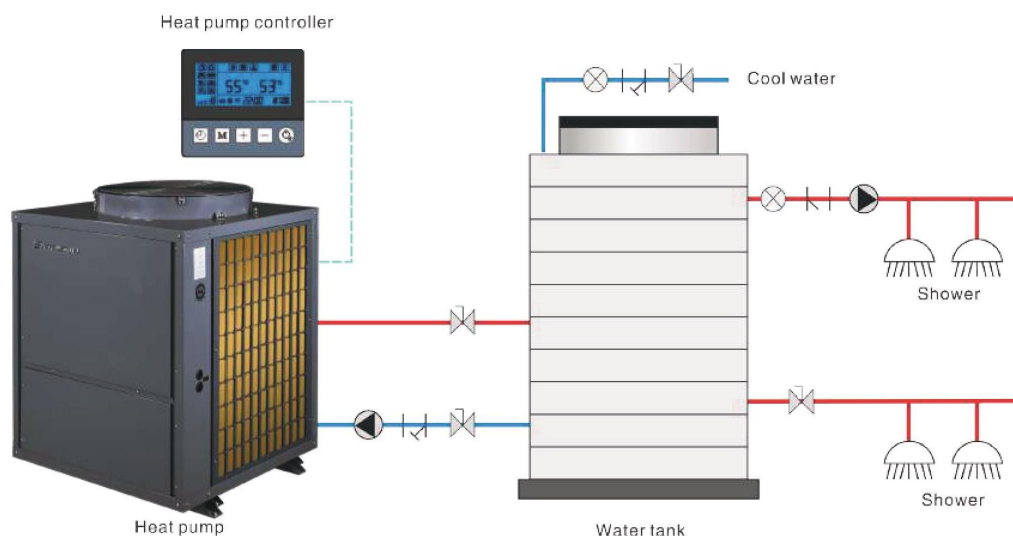 Heat pump controller
55°C 53°C
M + −
Cool water
Shower
Shower
Heat pump
Water tank